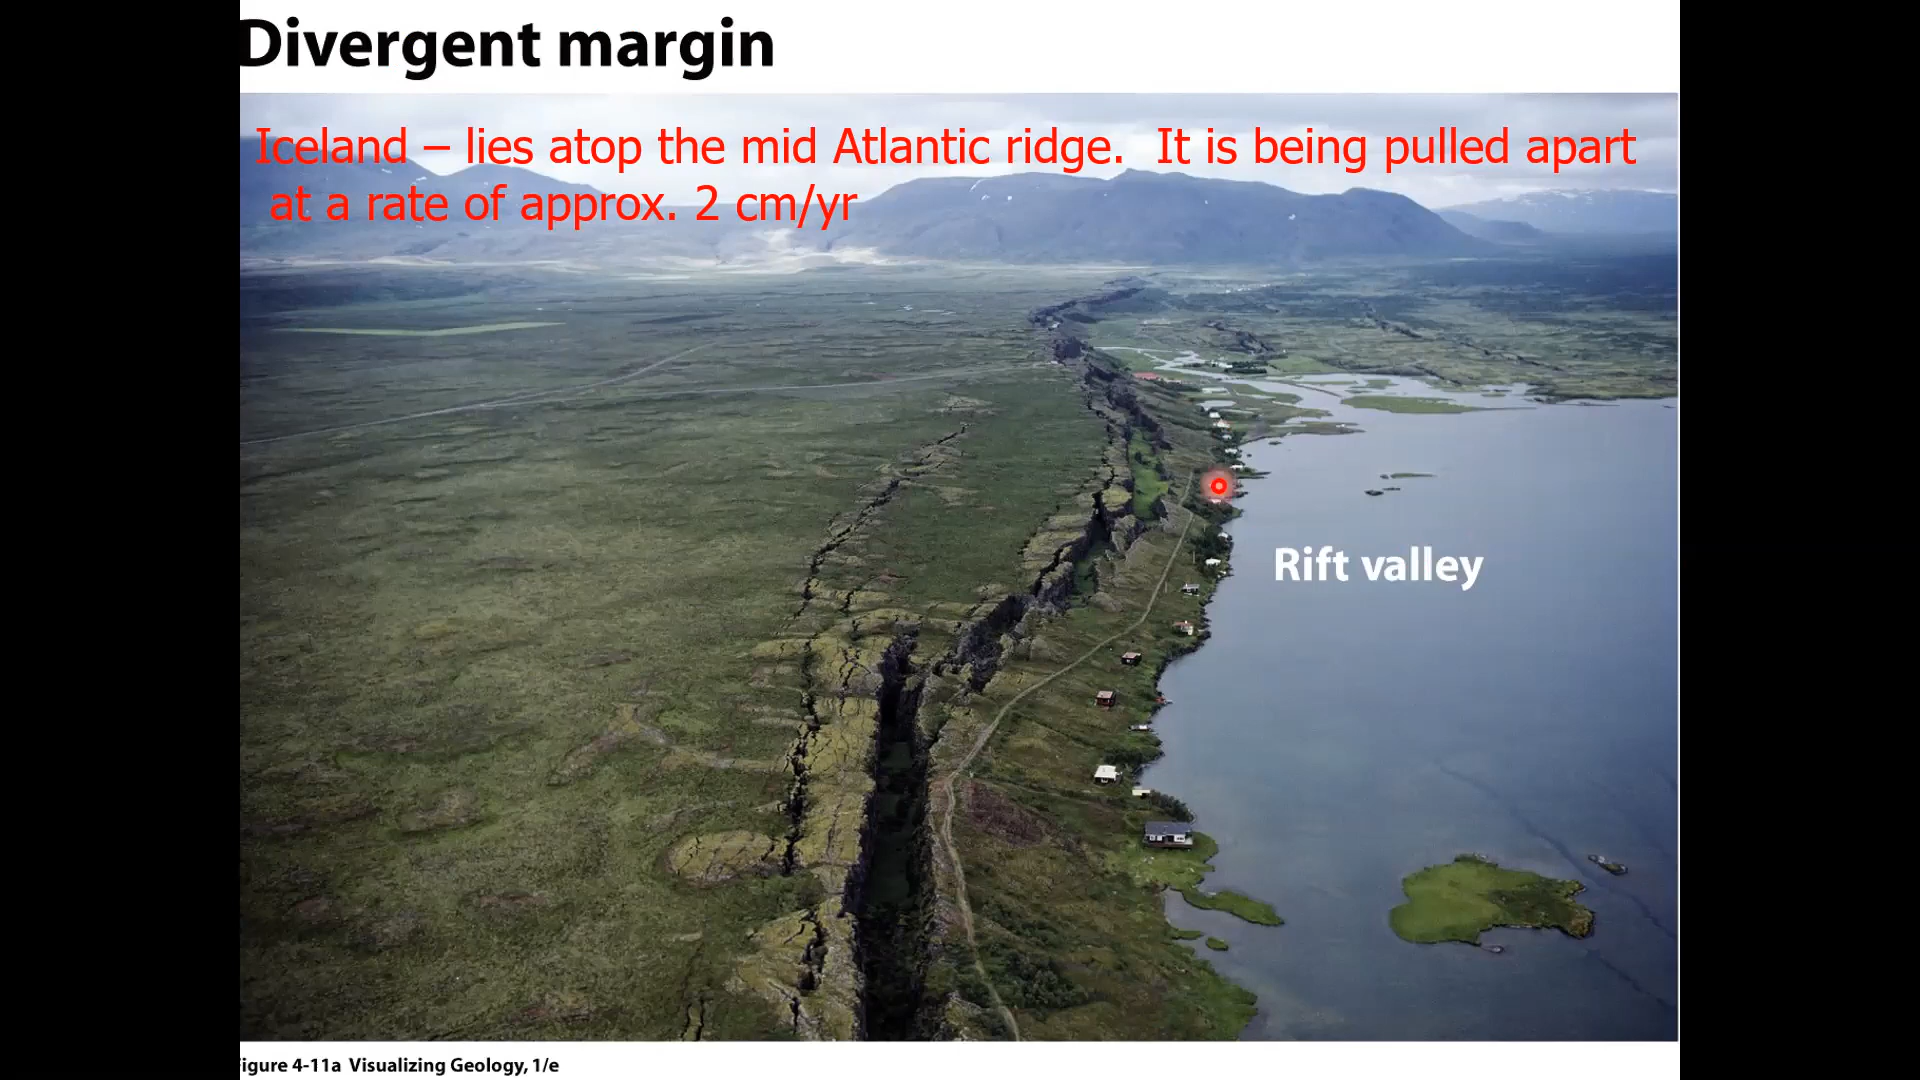 Divergent margin
Iceland – lies atop the mid Atlantic ridge. It is being pulled apart
at a rate of approx. 2 cm/yr
Rift valley
igure 4-11a Visualizing Geology, 1/e